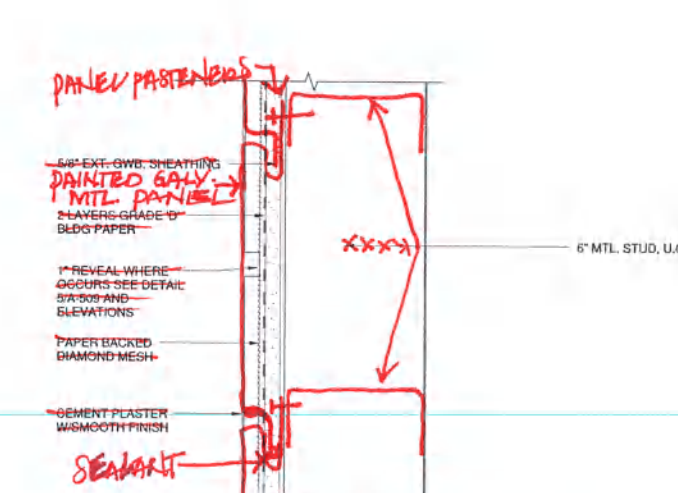 PANEL FASTENERS
5/8" EXT. GWB. SHEATHING
PAINTED GALV.
MTL. PANEL
2 LAYERS GRADE 'D'
BLDG PAPER
1" REVEAL WHERE
OCCURS SEE DETAIL
5/A-509 AND
ELEVATIONS
6" MTL. STUD, U.
PAPER BACKED
DIAMOND MESH
CEMENT PLASTER
W/SMOOTH FINISH
SEALANT